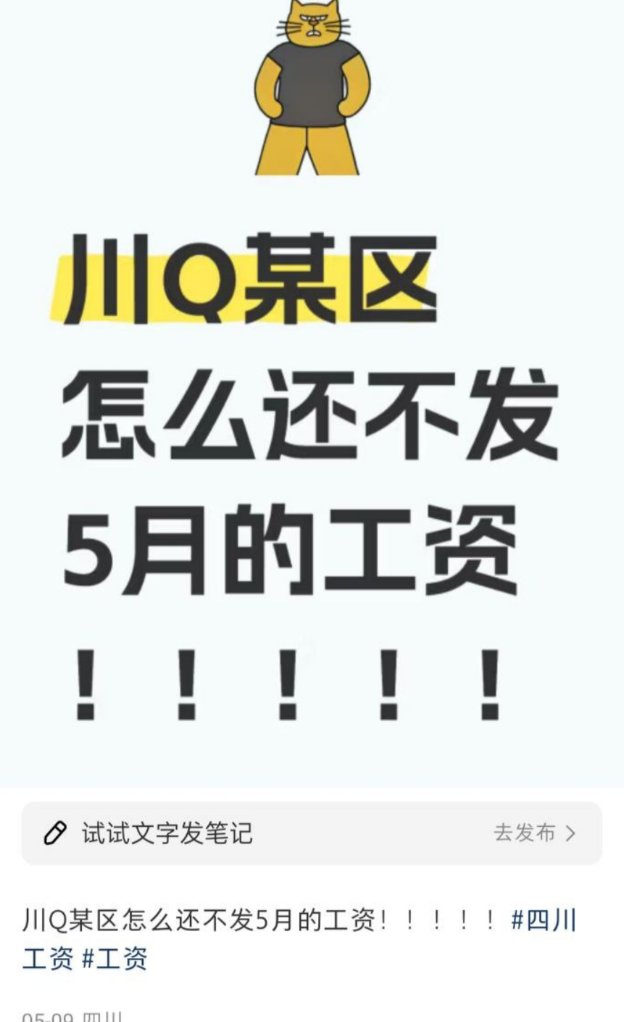 川Q某区
怎么还不发
5月的工资
！！！！！
试试文字发笔记
去发布 >
川Q某区怎么还不发5月的工资！！！！！#四川
工资 #工资
05-09 四川